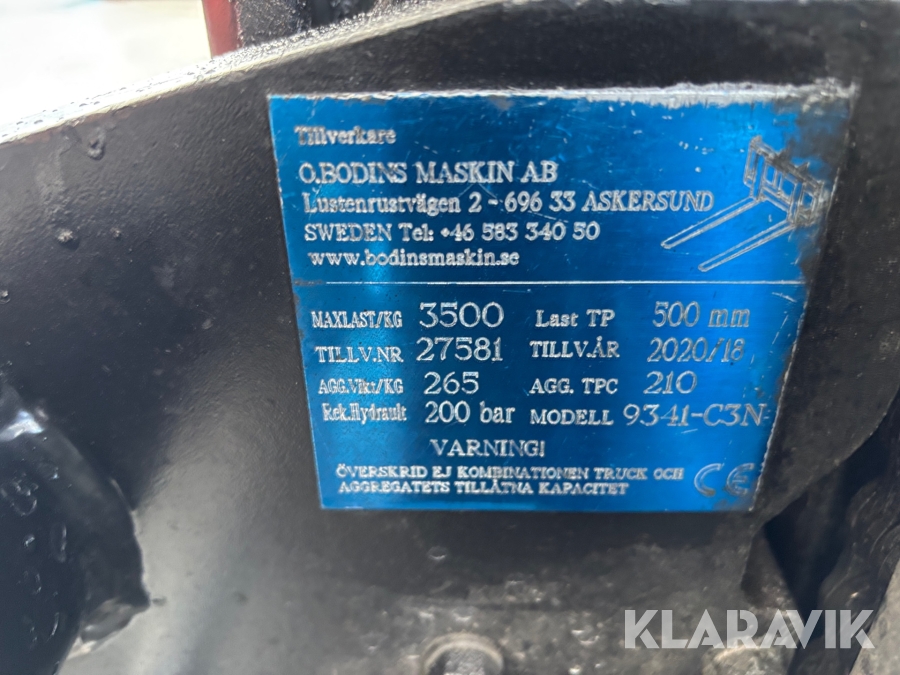 Tillverkare
O.BODINS MASKIN AB
Lustenrustvägen 2 - 696 33 ASKERSUND
SWEDEN Tel: +46 583 340 50
www.bodinsmaskin.se
MAXLAST/KG 3500 Last TP 500 mm
TILLV.NR 27581 TILLV.ÅR 2020/18
AGG.Vikt/KG 265 AGG. TPC 210
Rek.Hydrault 200 bar MODELL 9341-C3N
VARNING!
ÖVERSKRID EJ KOMBINATIONEN TRUCK OCH
AGGREGATETS TILLÅTNA KAPACITET
CE
KLARAVIK